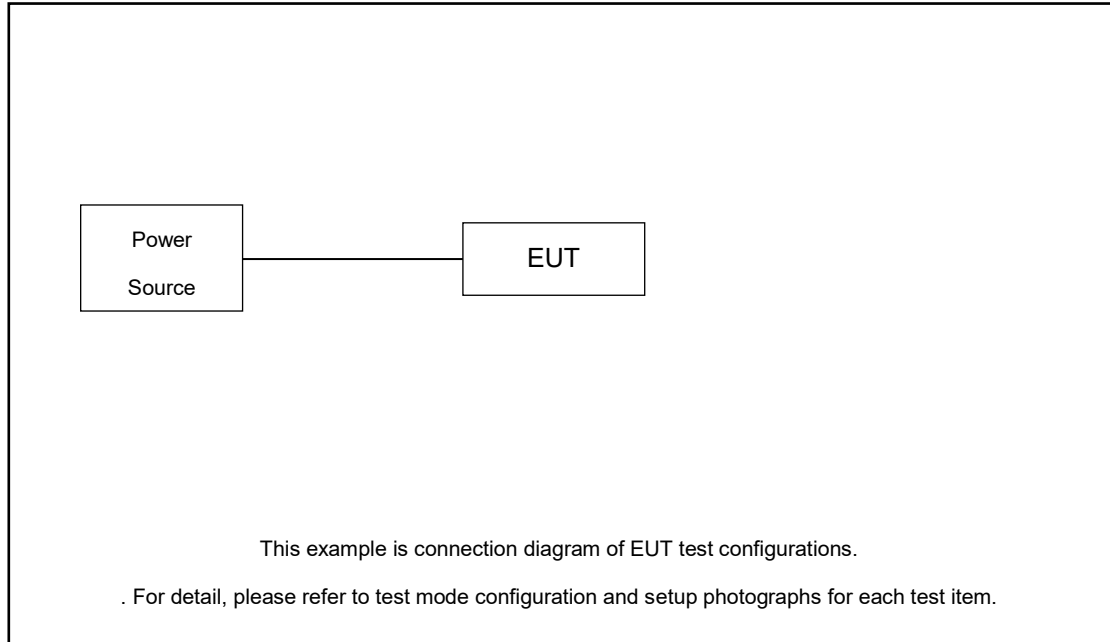 Power
Source
EUT
This example is connection diagram of EUT test configurations.
. For detail, please refer to test mode configuration and setup photographs for each test item.